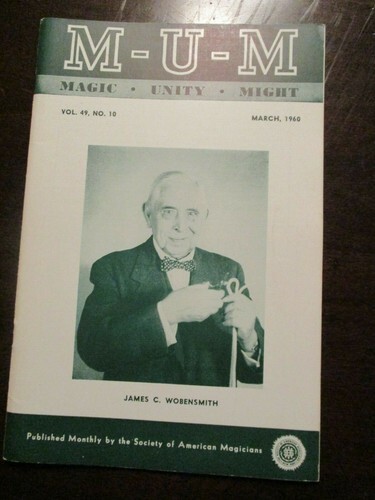 M-U-M
MAGIC • UNITY • MIGHT
VOL. 49, NO. 10 MARCH, 1960
JAMES C. WOBENSMITH
Published Monthly by the Society of American Magicians